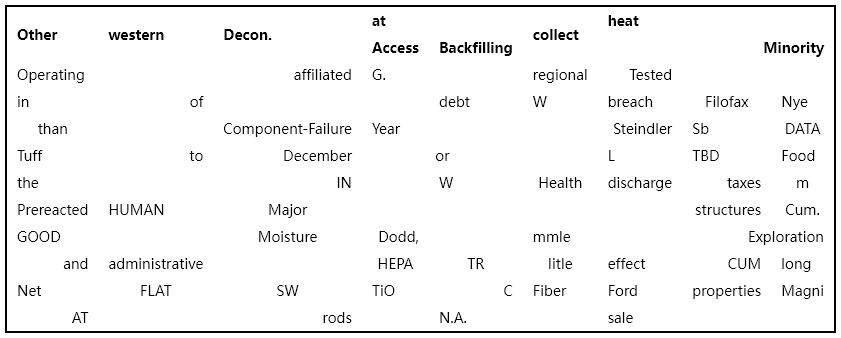 at heat
Other western Decon. collect
Access Backfilling Minority
Operating affiliated G. regional Tested
in of debt W breach Filofax Nye
than Component-Failure Year Steindler Sb DATA
Tuff to December or L TBD Food
the IN W Health discharge taxes m
Prereacted HUMAN Major structures Cum.
GOOD Moisture Dodd, mmle Exploration
and administrative HEPA TR litle effect CUM long
Net FLAT SW TiO C Fiber Ford properties Magni
AT rods N.A. sale